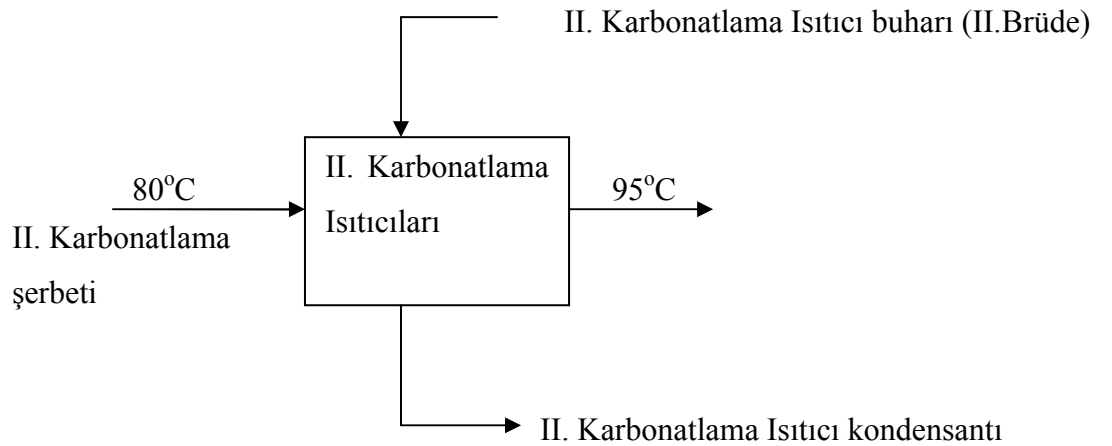 II. Karbonatlama Isıtıcı buharı (II.Brüde)
II. Karbonatlama
Isıtıcıları
80°C
95°C
II. Karbonatlama
şerbeti
II. Karbonatlama Isıtıcı kondensantı